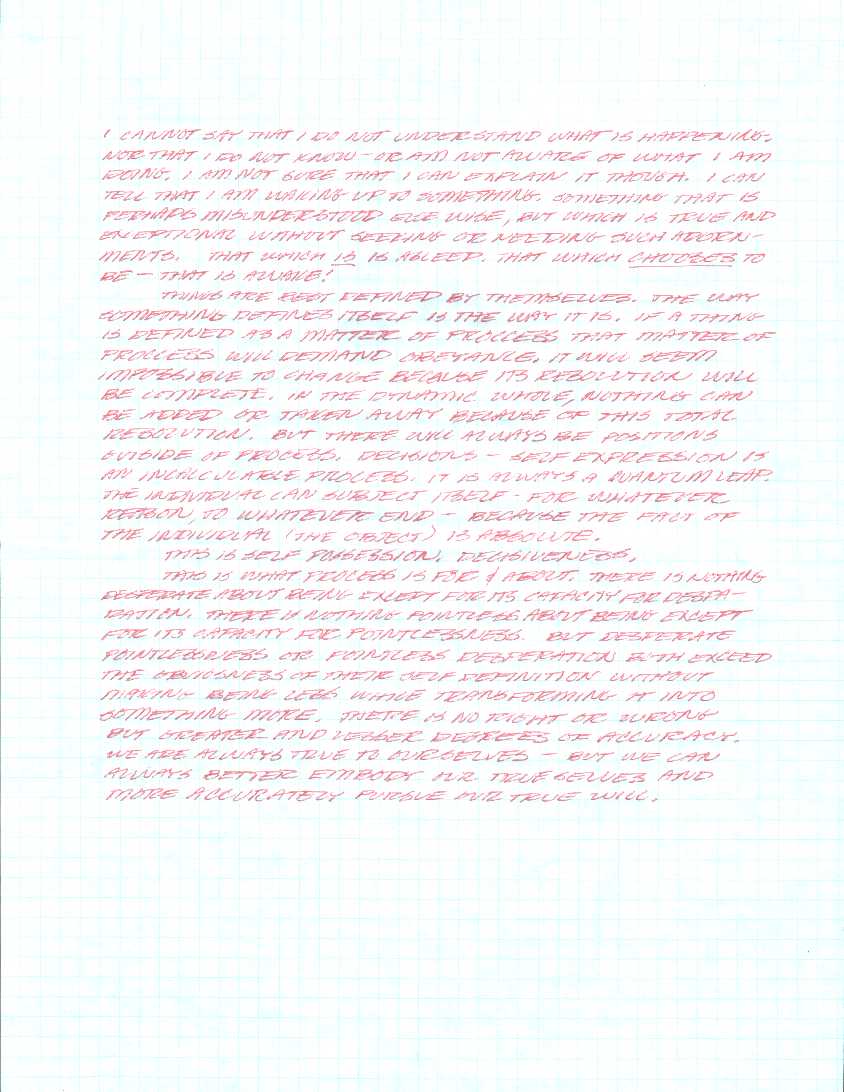 I CANNOT SAY THAT I DO NOT UNDERSTAND WHAT IS HAPPENING.
NOR THAT I DO NOT KNOW - OR AM NOT AWARE OF WHAT I AM
DOING. I AM NOT SURE THAT I CAN EXPLAIN IT THOUGH. I CAN
TELL THAT I AM WAKING UP TO SOMETHING. SOMETHING THAT IS
PERHAPS MISUNDERSTOOD ELSE WISE, BUT WHICH IS TRUE AND
EXCEPTIONAL WITHOUT SEEKING OR NEEDING SUCH ADORN-
MENTS. THAT WHICH IS IS ASLEEP. THAT WHICH CHOOSES TO
BE - THAT IS AWAKE!
THINGS ARE BEST DEFINED BY THEMSELVES. THE WAY
SOMETHING DEFINES ITSELF IS THE WAY IT IS. IF A THING
IS DEFINED AS A MATTER OF PROCCESS THAT MATTER OF
PROCCESS WILL DEMAND OBEYANCE. IT WILL SEEM
IMPOSSIBLE TO CHANGE BECAUSE ITS RESOLUTION WILL
BE COMPLETE. IN THE DYNAMIC WHOLE, NOTHING CAN
BE ADDED OR TAKEN AWAY BECAUSE OF THIS TOTAL
RESOLUTION. BUT THERE WILL ALWAYS BE POSITIONS
OUTSIDE OF PROCESS. DECISIONS - SELF EXPRESSION IS
AN INCALCULABLE PROCESS. IT IS ALWAYS A QUANTUM LEAP.
THE INDIVIDUAL CAN SUBJECT ITSELF - FOR WHATEVER
REASON, TO WHATEVER END - BECAUSE THE FACT OF
THE INDIVIDUAL (THE OBJECT) IS ABSOLUTE.
THIS IS SELF POSSESSION. DECISIVENESS.
THIS IS WHAT PROCESS IS FOR & ABOUT. THERE IS NOTHING
DESPERATE ABOUT BEING EXCEPT FOR ITS CAPACITY FOR DESPA-
RATION. THERE IS NOTHING POINTLESS ABOUT BEING EXCEPT
FOR ITS CAPACITY FOR POINTLESSNESS. BUT DESPERATE
POINTLESSNESS OR POINTLESS DESPERATION BOTH EXCEED
THE OBVIOUSNESS OF THEIR SELF DEFINITION WITHOUT
MAKING BEING LESS WHILE TRANSFORMING IT INTO
SOMETHING MORE. THERE IS NO RIGHT OR WRONG
BUT GREATER AND LESSER DEGREES OF ACCURACY.
WE ARE ALWAYS TRUE TO OURSELVES - BUT WE CAN
ALWAYS BETTER EMBODY OUR TRUE SELVES AND
MORE ACCURATELY PURSUE OUR TRUE WILL.